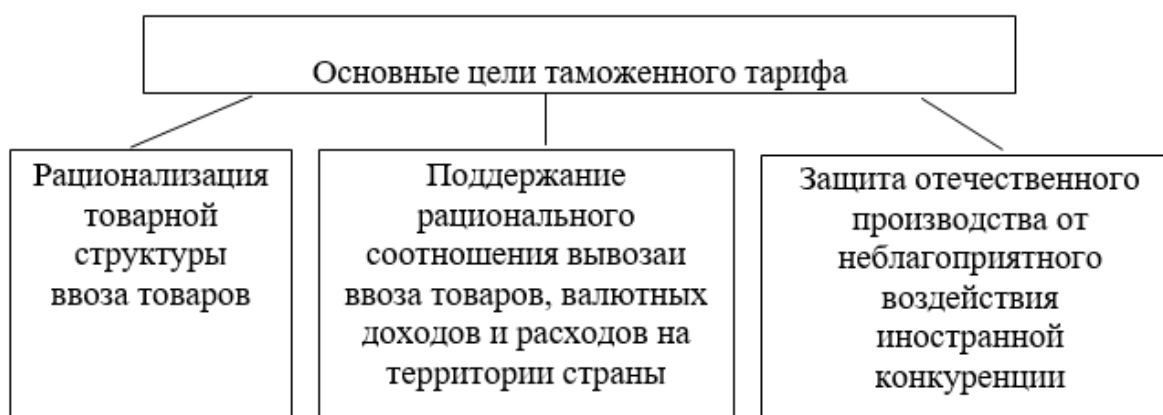 Основные цели таможенного тарифа
Рационализация
товарной
структуры
ввоза товаров
Поддержание
рационального
соотношения вывозаи
ввоза товаров, валютных
доходов и расходов на
территории страны
Защита отечественного
производства от
неблагоприятного
воздействия
иностранной
конкуренции